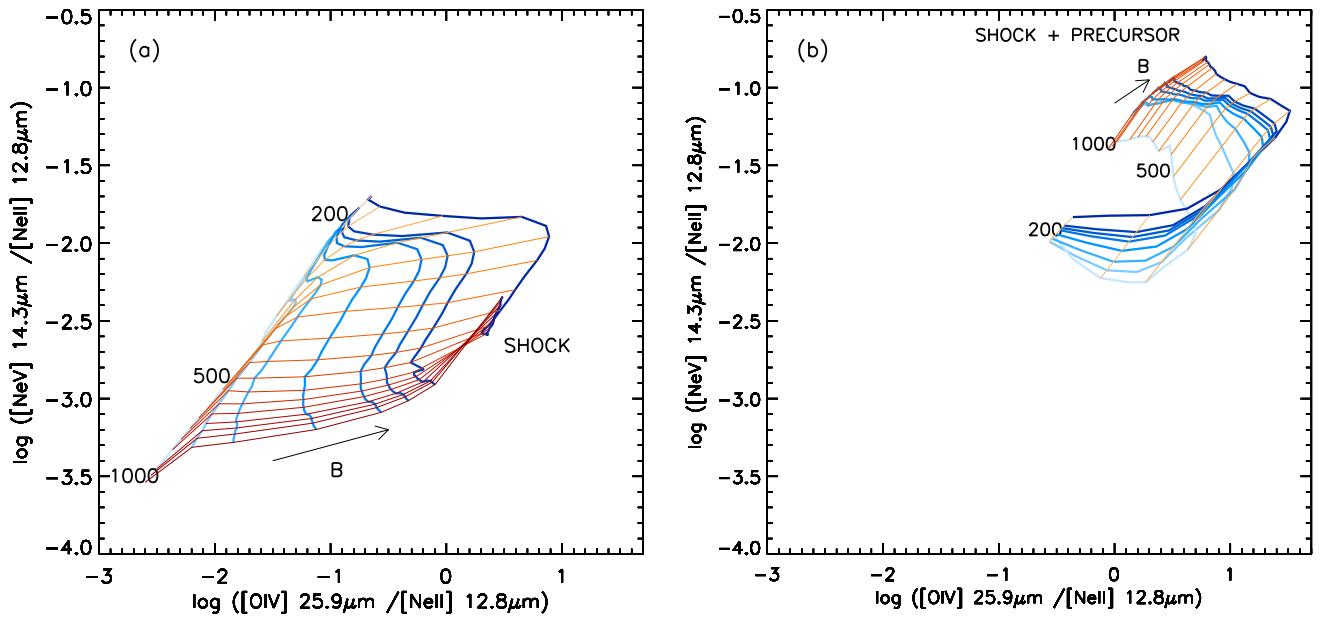 (a)
log ([NeV] 14.3μm /[NeII] 12.8μm)
-0.5
-1.0
-1.5
-2.0
-2.5
-3.0
-3.5
-4.0
200
500
1000
SHOCK
B
-3 -2 -1 0 1
log ([OIV] 25.9μm /[NeII] 12.8μm)
(b)
SHOCK + PRECURSOR
log ([NeV] 14.3μm /[NeII] 12.8μm)
-0.5
-1.0
-1.5
-2.0
-2.5
-3.0
-3.5
-4.0
B
1000
500
200
-3 -2 -1 0 1
log ([OIV] 25.9μm /[NeII] 12.8μm)